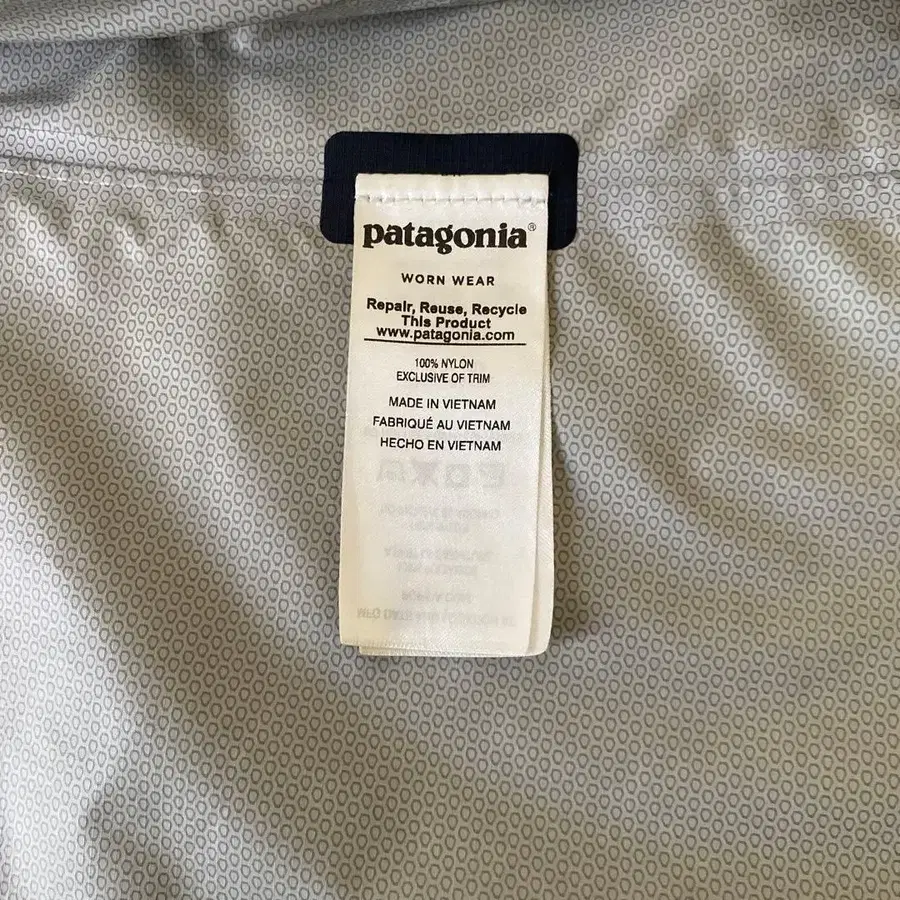 patagonia®
WORN WEAR
Repair, Reuse, Recycle
This Product
www.patagonia.com
100% NYLON
EXCLUSIVE OF TRIM
MADE IN VIETNAM
FABRIQUÉ AU VIETNAM
HECHO EN VIETNAM